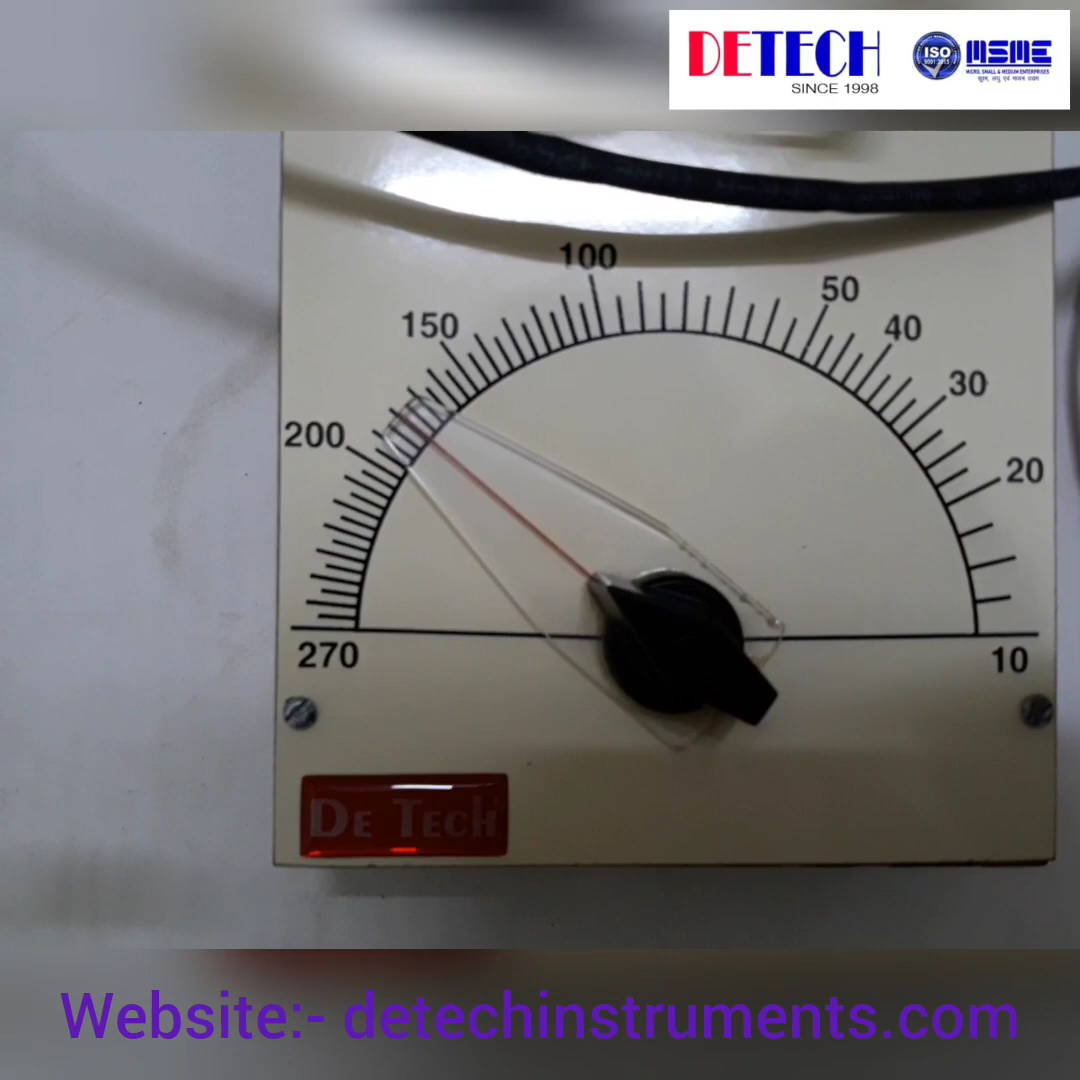 DETECH
SINCE 1998
ISO
9001:2015
MSME
MICRO, SMALL & MEDIUM ENTERPRISES
सूक्ष्म, लघु एवं मध्यम उद्यम
100
50
150
40
30
200
20
270
10
DE TECH
Website:- detechinstruments.com